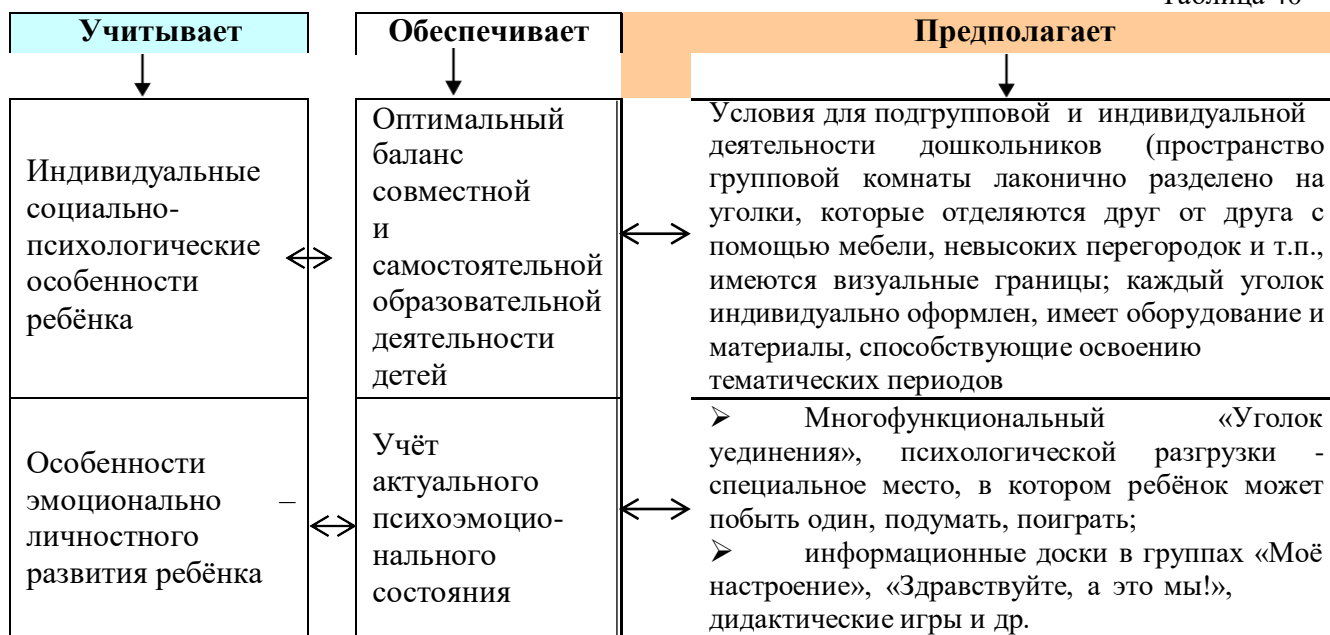 Учитывает
Обеспечивает
Предполагает
Индивидуальные
социально-
психологические
особенности
ребёнка
Оптимальный
баланс
совместной
и
самостоятельной
образовательной
деятельности
детей
Условия для подгрупповой и индивидуальной
деятельности дошкольников (пространство
групповой комнаты лаконично разделено на
уголки, которые отделяются друг от друга с
помощью мебели, невысоких перегородок и т.п.,
имеются визуальные границы; каждый уголок
индивидуально оформлен, имеет оборудование и
материалы, способствующие освоению
тематических периодов
Особенности
эмоционально –
личностного
развития ребёнка
Учёт
актуального
психоэмоцио-
нального
состояния
➢ Многофункциональный «Уголок
уединения», психологической разгрузки -
специальное место, в котором ребёнок может
побыть один, подумать, поиграть;
➢ информационные доски в группах «Моё
настроение», «Здравствуйте, а это мы!»,
дидактические игры и др.